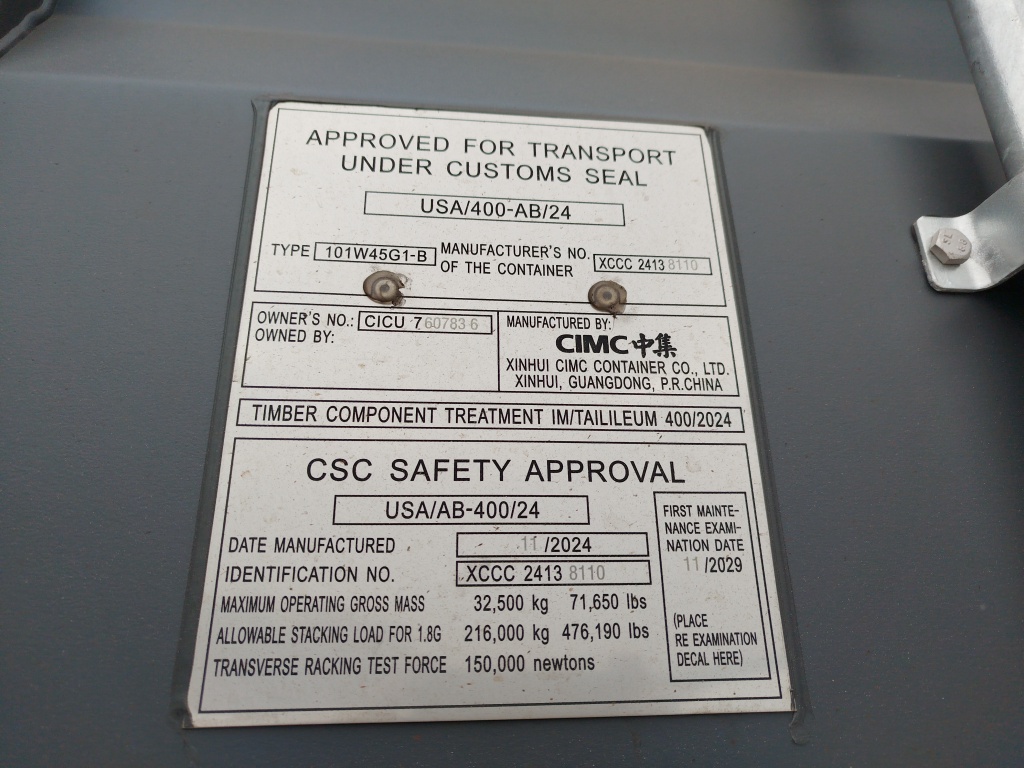 APPROVED FOR TRANSPORT
UNDER CUSTOMS SEAL
USA/400-AB/24
TYPE 101W45G1-B MANUFACTURER'S NO. OF THE CONTAINER XCCC 2413 8110
OWNER'S NO.: CICU 7 60783 6
OWNED BY:
MANUFACTURED BY:
CIMC中集
XINHUI CIMC CONTAINER CO., LTD.
XINHUI, GUANGDONG, P.R.CHINA
TIMBER COMPONENT TREATMENT IM/TAILILEUM 400/2024
CSC SAFETY APPROVAL
USA/AB-400/24
DATE MANUFACTURED 11 /2024
IDENTIFICATION NO. XCCC 2413 8110
MAXIMUM OPERATING GROSS MASS 32,500 kg 71,650 lbs
ALLOWABLE STACKING LOAD FOR 1.8G 216,000 kg 476,190 lbs
TRANSVERSE RACKING TEST FORCE 150,000 newtons
FIRST MAINTE-
NANCE EXAMI-
NATION DATE
11 /2029
(PLACE
RE EXAMINATION
DECAL HERE)